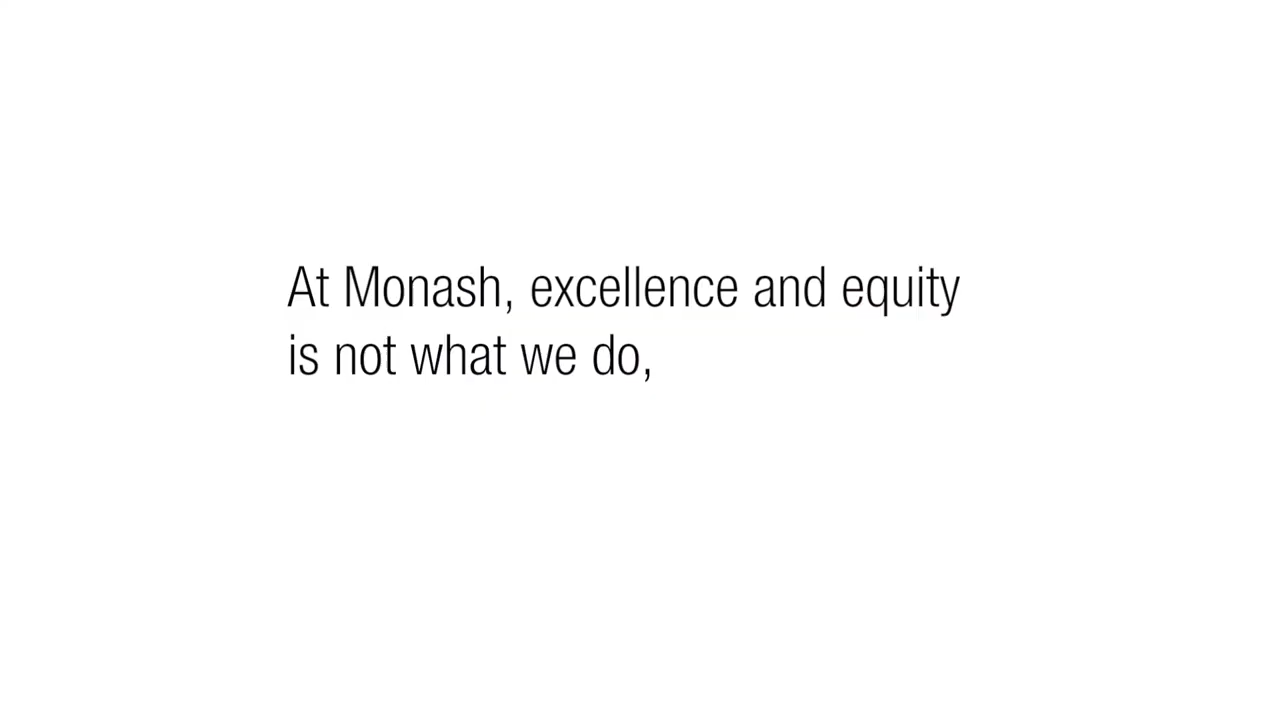 At Monash, excellence and equity
is not what we do,